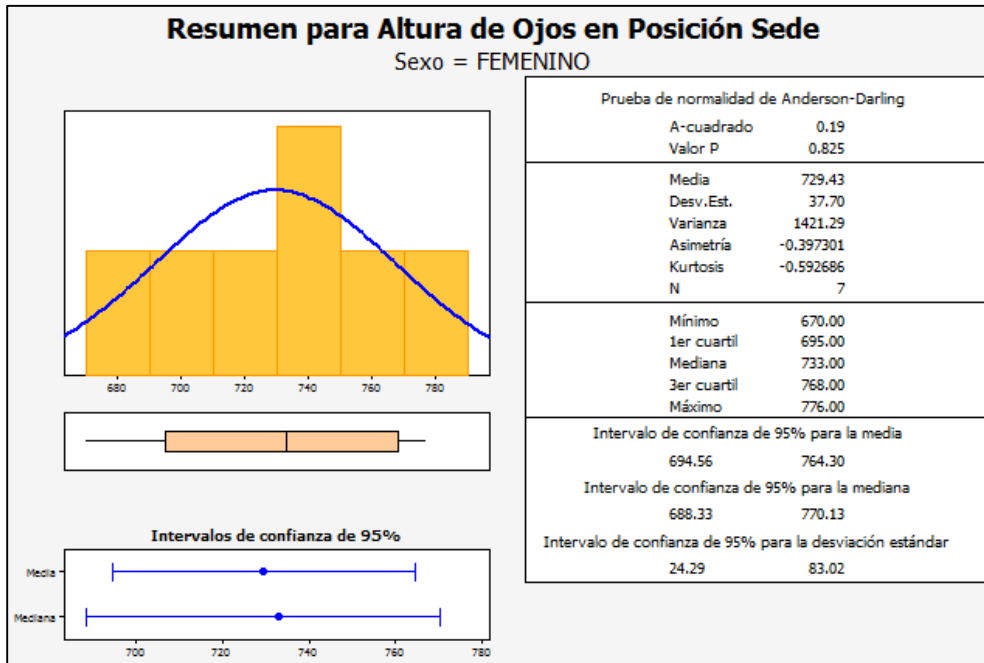 Resumen para Altura de Ojos en Posición Sede
Sexo = FEMENINO
680 700 720 740 760 780
Intervalos de confianza de 95%
Media
Mediana
700 720 740 760 780
Prueba de normalidad de Anderson-Darling
A-cuadrado 0.19
Valor P 0.825
Media 729.43
Desv.Est. 37.70
Varianza 1421.29
Asimetría -0.397301
Kurtosis -0.592686
N 7
Mínimo 670.00
1er cuartil 695.00
Mediana 733.00
3er cuartil 768.00
Máximo 776.00
Intervalo de confianza de 95% para la media
694.56 764.30
Intervalo de confianza de 95% para la mediana
688.33 770.13
Intervalo de confianza de 95% para la desviación estándar
24.29 83.02